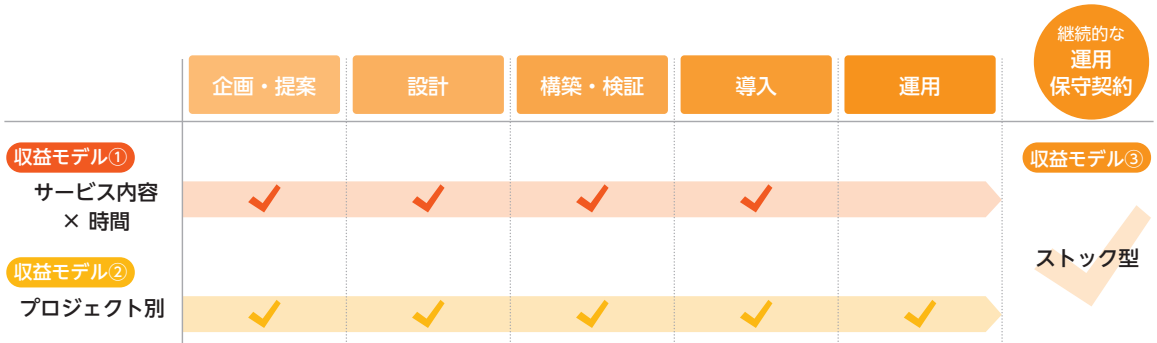 継続的な
運用
保守契約
企画・提案
設計
構築・検証
導入
運用
収益モデル①
サービス内容
× 時間
収益モデル③
ストック型
収益モデル②
プロジェクト別